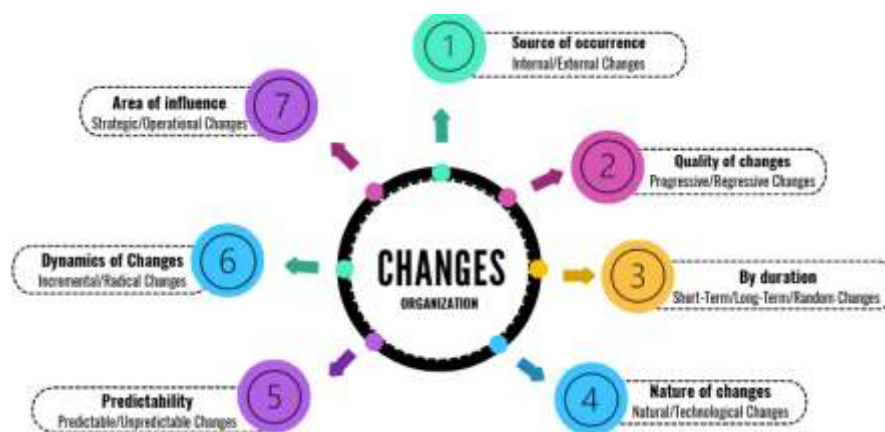 1
Source of occurrence
Internal/External Changes
2
Quality of changes
Progressive/Regressive Changes
3
By duration
Short-Term/Long-Term/Random Changes
4
Nature of changes
Natural/Technological Changes
5
Predictability
Predictable/Unpredictable Changes
6
Dynamics of Changes
Incremental/Radical Changes
7
Area of influence
Strategic/Operational Changes
CHANGES
ORGANIZATION